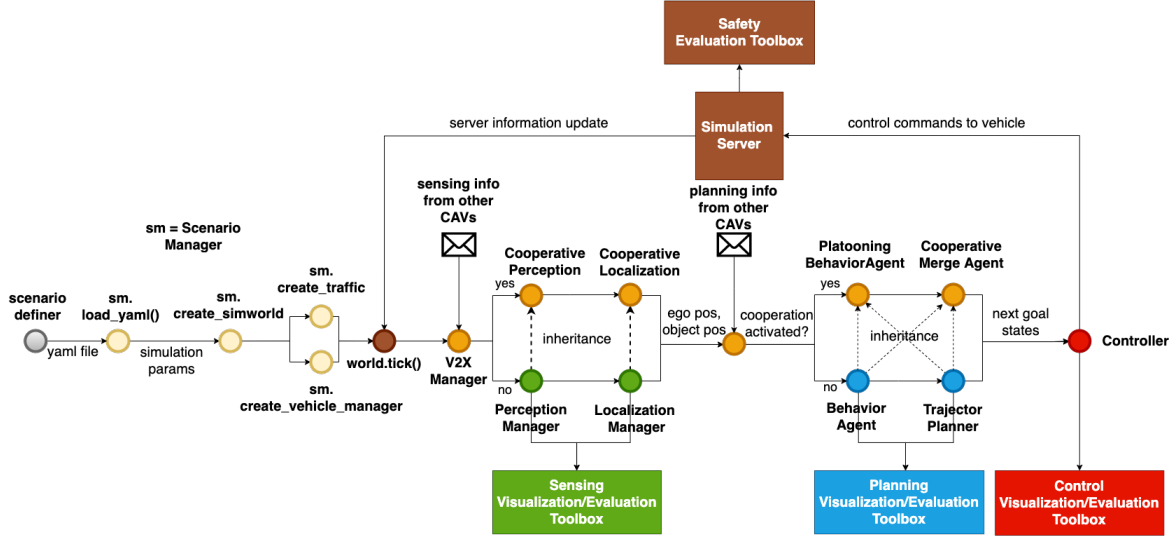 Safety
Evaluation Toolbox
server information update
Simulation
Server
control commands to vehicle
sensing info
from other
CAVs
planning info
from other
CAVs
sm = Scenario
Manager
Cooperative
Perception
Cooperative
Localization
Platooning
BehaviorAgent
Cooperative
Merge Agent
scenario
definer
sm.
load_yaml()
sm.
create_simworld
sm.
create_traffic
yes
ego pos,
object pos
cooperation
activated?
yes
next goal
states
yaml file
simulation
params
world.tick()
V2X
Manager
inheritance
inheritance
Controller
sm.
create_vehicle_manager
no
Perception
Manager
Localization
Manager
no
Behavior
Agent
Trajector
Planner
Sensing
Visualization/Evaluation
Toolbox
Planning
Visualization/Evaluation
Toolbox
Control
Visualization/Evaluation
Toolbox